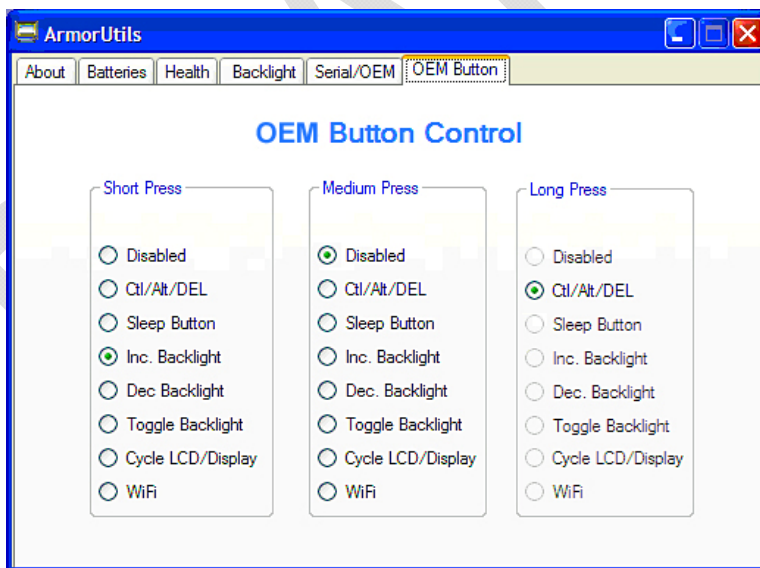 ArmorUtils
About Batteries Health Backlight Serial/OEM OEM Button
OEM Button Control
Short Press
Disabled
Ctl/Alt/DEL
Sleep Button
Inc. Backlight
Dec Backlight
Toggle Backlight
Cycle LCD/Display
WiFi
Medium Press
Disabled
Ctl/Alt/DEL
Sleep Button
Inc. Backlight
Dec. Backlight
Toggle Backlight
Cycle LCD/Display
WiFi
Long Press
Disabled
Ctl/Alt/DEL
Sleep Button
Inc. Backlight
Dec. Backlight
Toggle Backlight
Cycle LCD/Display
WiFi